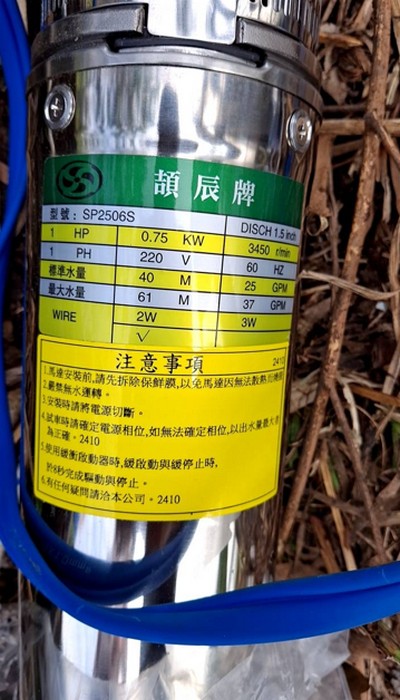 頡辰牌
型號：SP2506S DISCH 1.5 inch
1 HP 0.75 KW 3450 r/min
1 PH 220 V 60 HZ
標準水量 40 M 25 GPM
最大水量 61 M 37 GPM
WIRE 2W 3W
√
注意事項 2410
1.馬達安裝前,請先拆除保鮮膜,以免馬達因無法散熱而燒
2.嚴禁無水運轉。
3.安裝時請將電源切斷。
4.試車時請確定電源相位,如無法確定相位,以出水量最大者
為正確。2410
5.使用緩衝啟動器時,緩啟動與緩停止時,
於8秒完成驅動與停止。
6.有任何疑問請洽本公司。2410